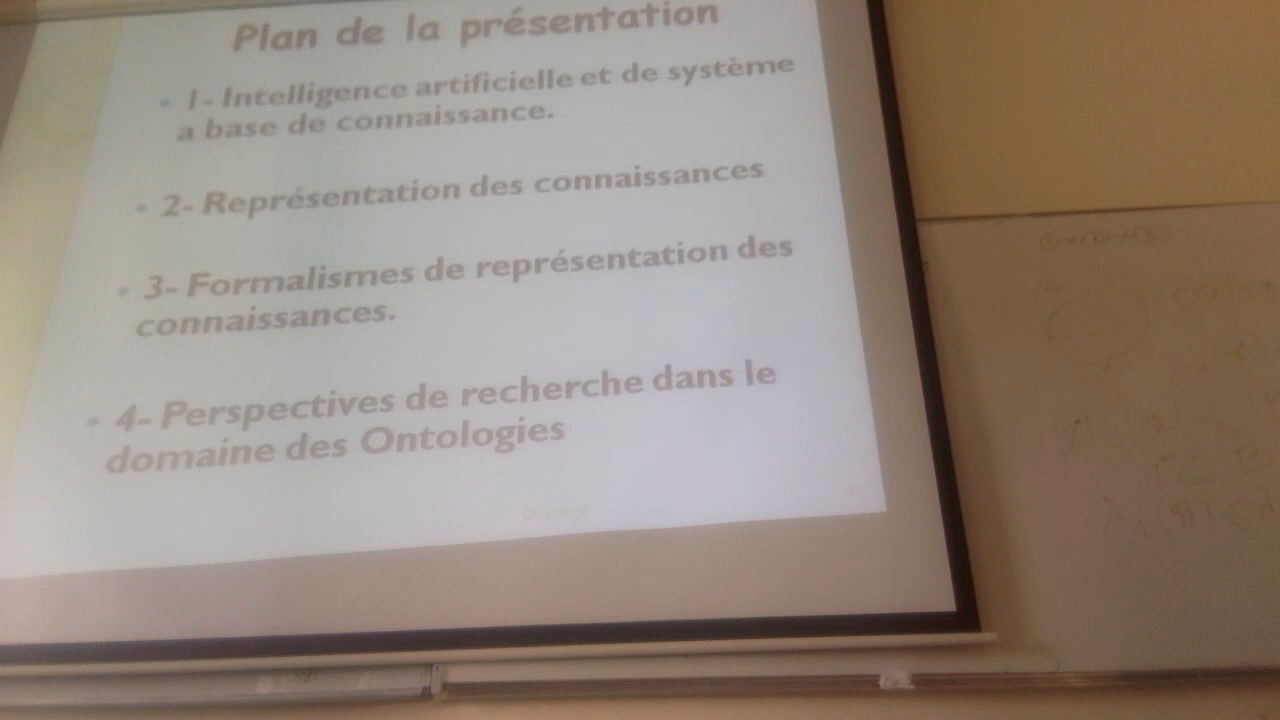 Plan de la présentation
• 1- Intelligence artificielle et de système
a base de connaissance.
• 2- Représentation des connaissances
• 3- Formalismes de représentation des
connaissances.
• 4- Perspectives de recherche dans le
domaine des Ontologies